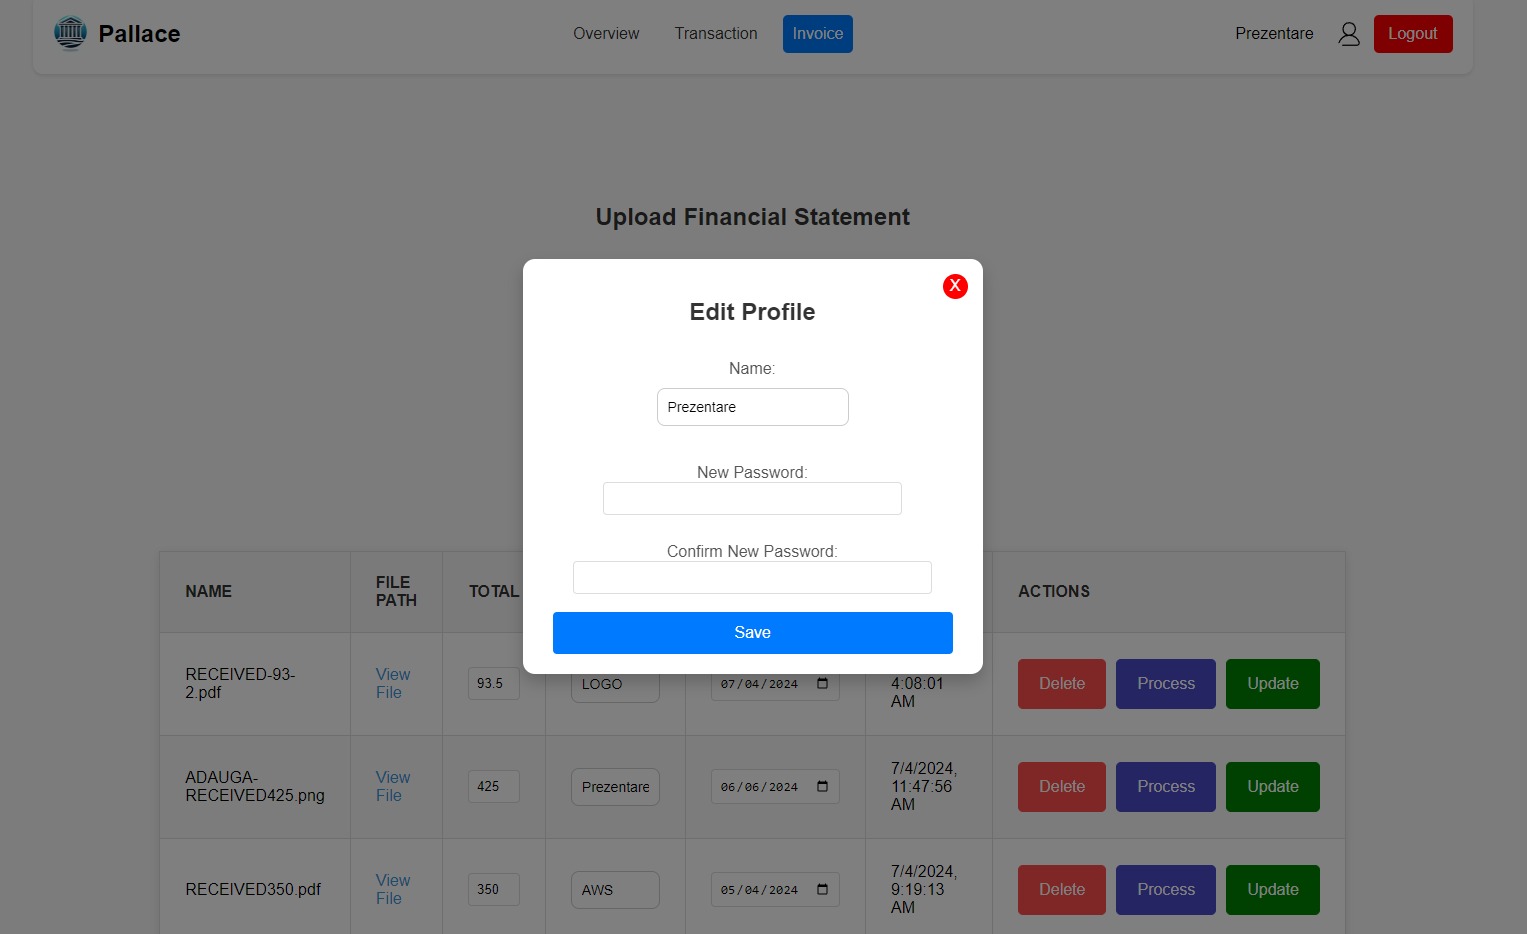 Pallace
Overview
Transaction
Invoice
Prezentare
Logout
Upload Financial Statement
X
Edit Profile
Name:
Prezentare
New Password:
Confirm New Password:
Save
NAME
FILE
PATH
TOTAL
ACTIONS
RECEIVED-93-
2.pdf
View
File
93.5
LOGO
07/04/2024
4:08:01
AM
Delete
Process
Update
ADAUGA-
RECEIVED425.png
View
File
425
Prezentare
06/06/2024
7/4/2024,
11:47:56
AM
Delete
Process
Update
RECEIVED350.pdf
View
File
350
AWS
05/04/2024
7/4/2024,
9:19:13
AM
Delete
Process
Update